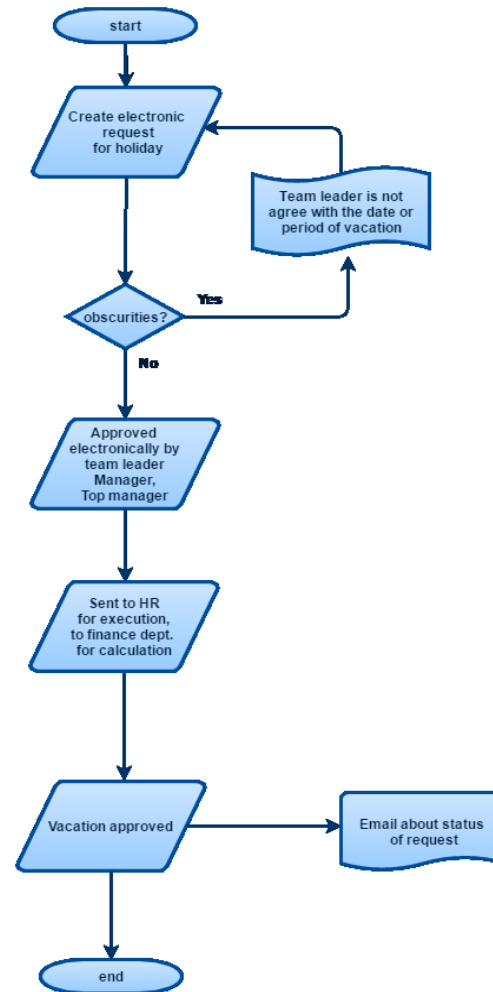 start
Create electronic
request
for holiday
Team leader is not
agree with the date or
period of vacation
obscurities?
Yes
No
Approved
electronically by
team leader
Manager,
Top manager
Sent to HR
for execution,
to finance dept.
for calculation
Vacation approved
Email about status
of request
end